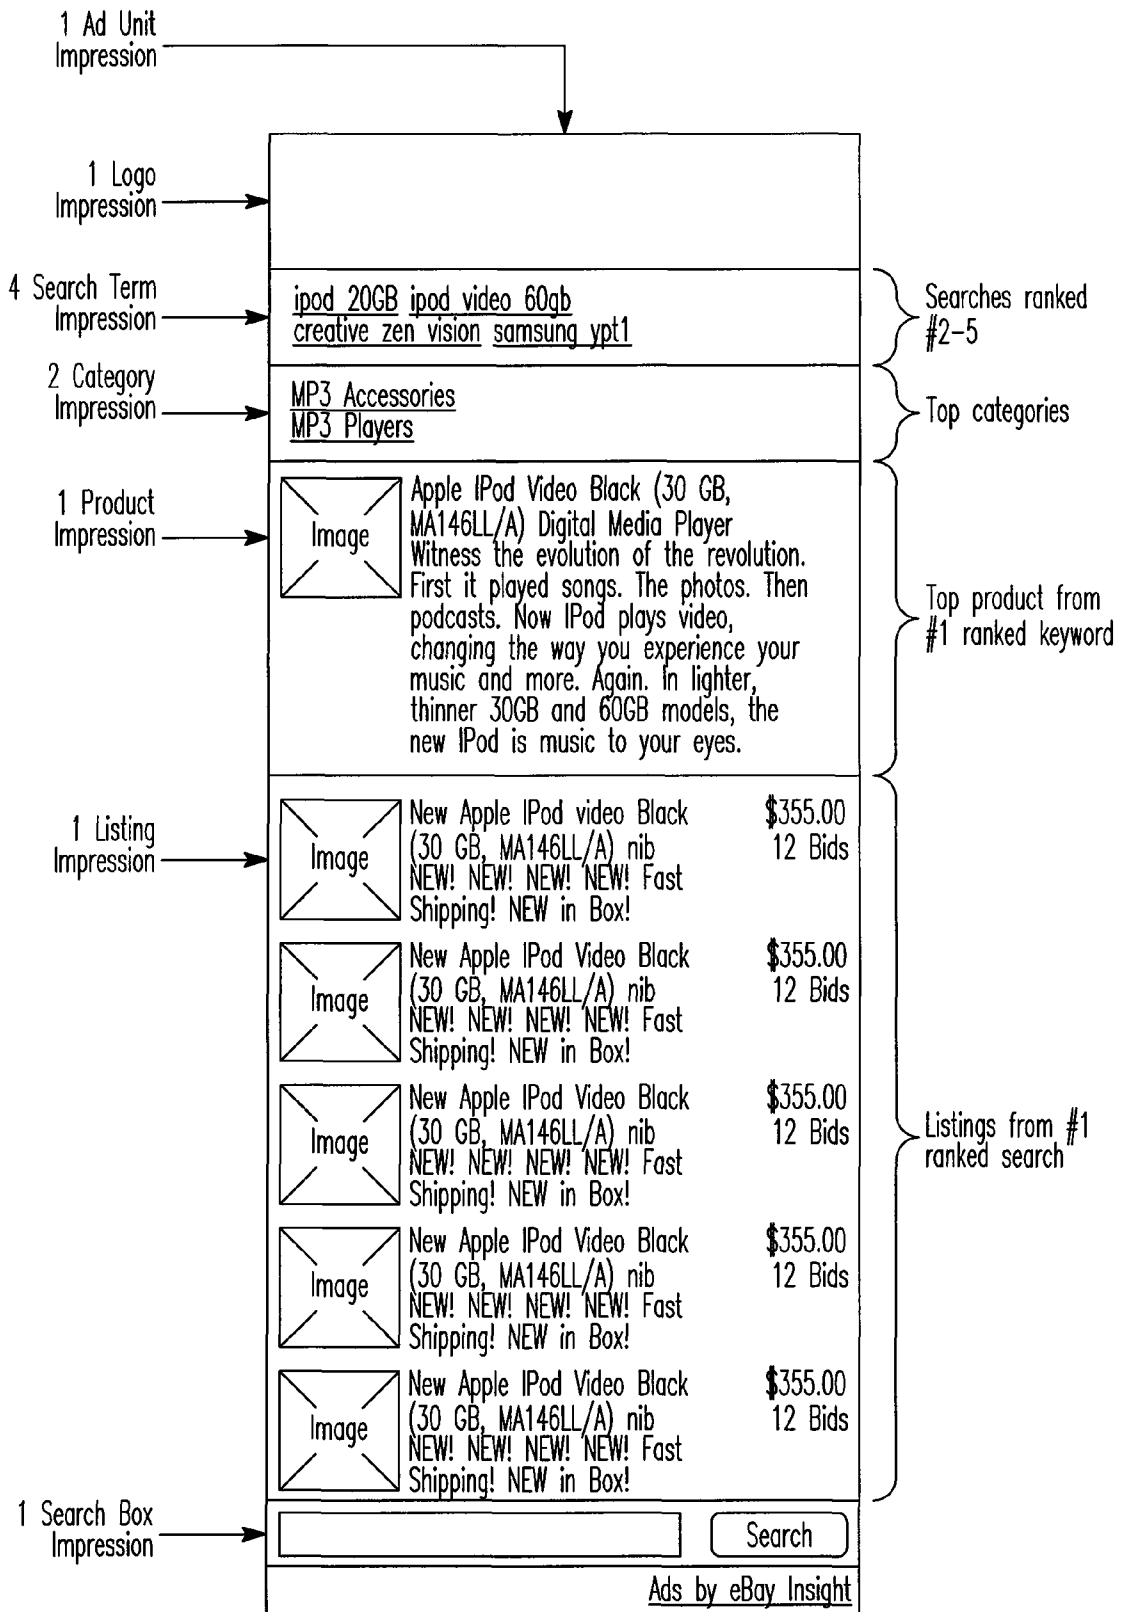 1 Ad Unit
Impression
1 Logo
Impression
4 Search Term
Impression
ipod 20GB ipod video 60gb
creative zen vision samsung ypt1
Searches ranked
#2-5
2 Category
Impression
MP3 Accessories
MP3 Players
Top categories
1 Product
Impression
Image
Apple IPod Video Black (30 GB,
MA146LL/A) Digital Media Player
Witness the evolution of the revolution.
First it played songs. The photos. Then
podcasts. Now IPod plays video,
changing the way you experience your
music and more. Again. In lighter,
thinner 30GB and 60GB models, the
new IPod is music to your eyes.
Top product from
#1 ranked keyword
1 Listing
Impression
Image
New Apple IPod video Black $355.00
(30 GB, MA146LL/A) nib 12 Bids
NEW! NEW! NEW! NEW! Fast
Shipping! NEW in Box!
Image
New Apple IPod Video Black $355.00
(30 GB, MA146LL/A) nib 12 Bids
NEW! NEW! NEW! NEW! Fast
Shipping! NEW in Box!
Image
New Apple IPod Video Black $355.00
(30 GB, MA146LL/A) nib 12 Bids
NEW! NEW! NEW! NEW! Fast
Shipping! NEW in Box!
Image
New Apple IPod Video Black $355.00
(30 GB, MA146LL/A) nib 12 Bids
NEW! NEW! NEW! NEW! Fast
Shipping! NEW in Box!
Image
New Apple IPod Video Black $355.00
(30 GB, MA146LL/A) nib 12 Bids
NEW! NEW! NEW! NEW! Fast
Shipping! NEW in Box!
Listings from #1
ranked search
1 Search Box
Impression
Search
Ads by eBay Insight